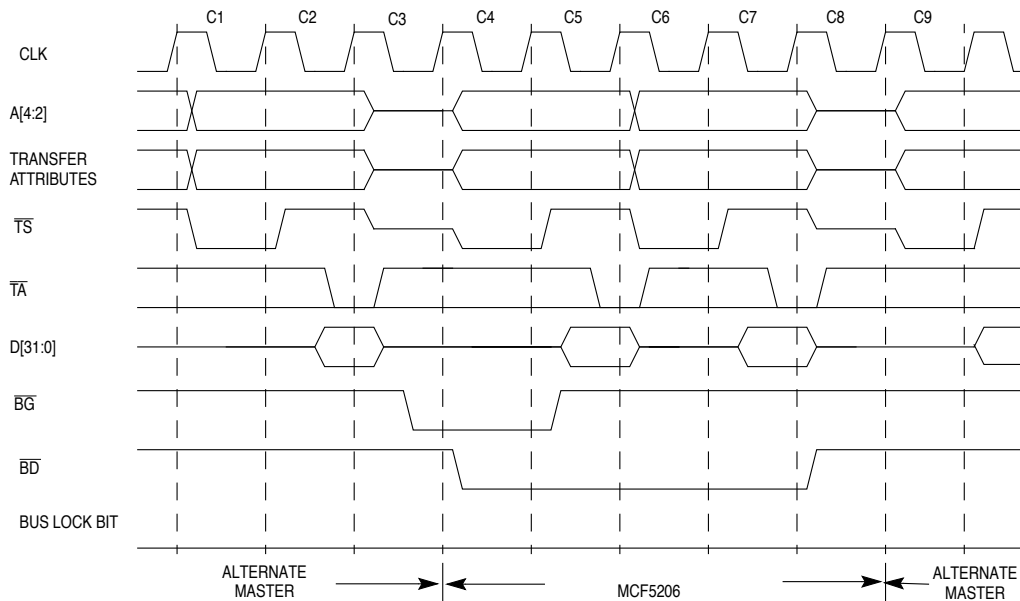 C1 C2 C3 C4 C5 C6 C7 C8 C9
CLK
A[4:2]
TRANSFER
ATTRIBUTES
TS
TA
D[31:0]
BG
BD
BUS LOCK BIT
ALTERNATE
MASTER
MCF5206
ALTERNATE
MASTER